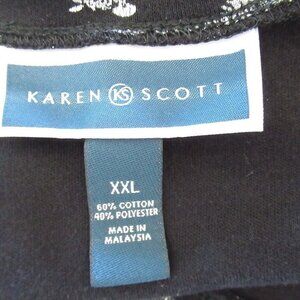 KAREN KS SCOTT
XXL
60% COTTON
40% POLYESTER
MADE IN
MALAYSIA